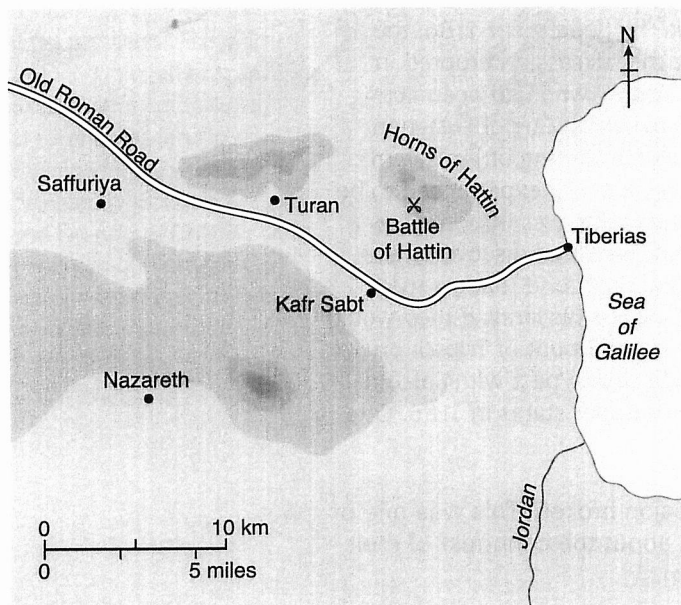 N
Old Roman Road
Horns of Hattin
Saffuriya
Turan
Battle
of Hattin
Tiberias
Kafr Sabt
Sea
of
Galilee
Nazareth
Jordan
0 10 km
0 5 miles